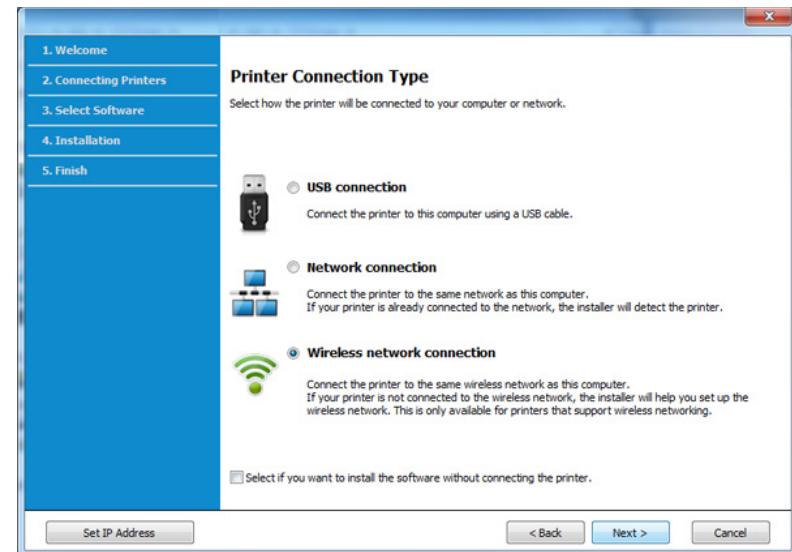 1. Welcome
2. Connecting Printers
3. Select Software
4. Installation
5. Finish
Printer Connection Type
Select how the printer will be connected to your computer or network.
USB connection
Connect the printer to this computer using a USB cable.
Network connection
Connect the printer to the same network as this computer.
If your printer is already connected to the network, the installer will detect the printer.
Wireless network connection
Connect the printer to the same wireless network as this computer.
If your printer is not connected to the wireless network, the installer will help you set up the
wireless network. This is only available for printers that support wireless networking.
Select if you want to install the software without connecting the printer.
Set IP Address
< Back
Next >
Cancel